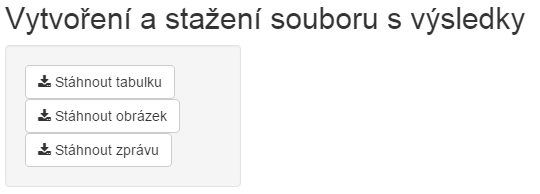 Vytvoření a stažení souboru s výsledky
Stáhnout tabulku
Stáhnout obrázek
Stáhnout zprávu